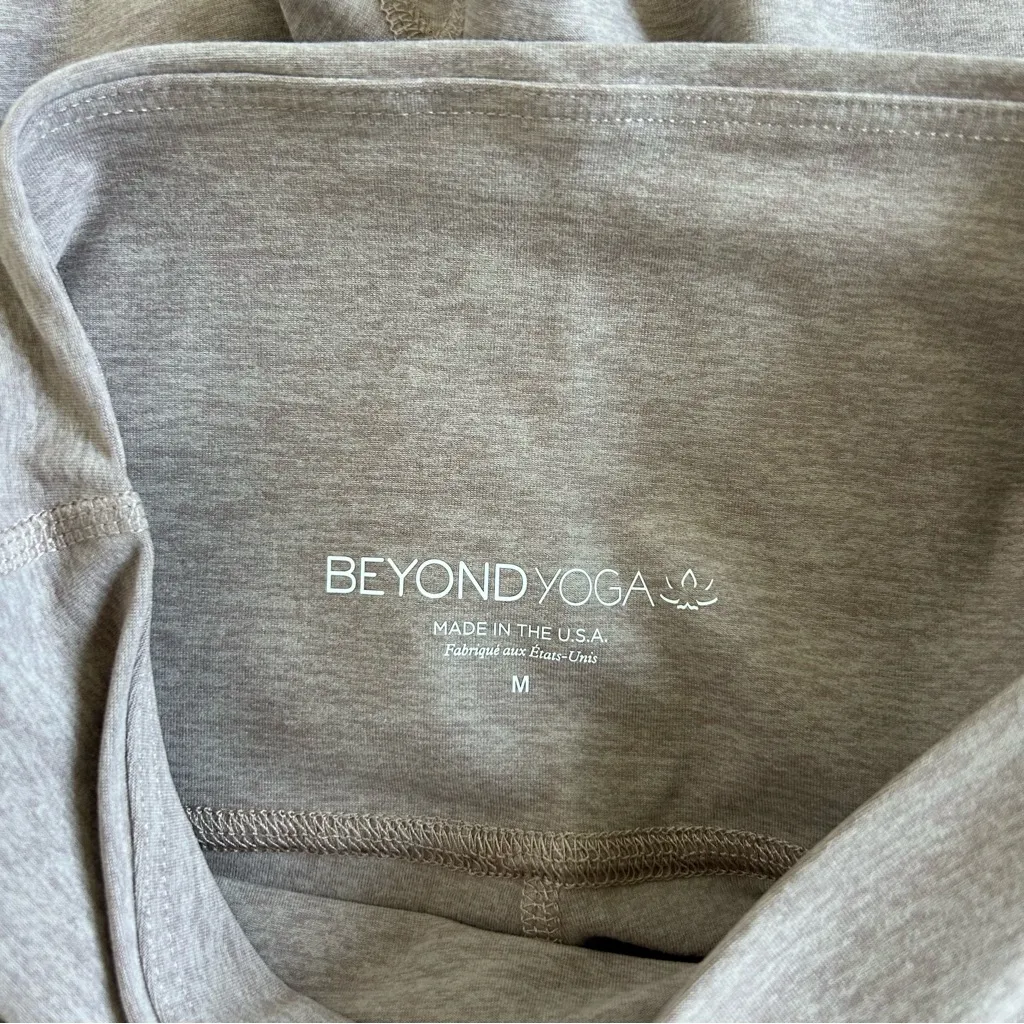 BEYOND YOGA
MADE IN THE U.S.A.
Fabriqué aux États-Unis
M